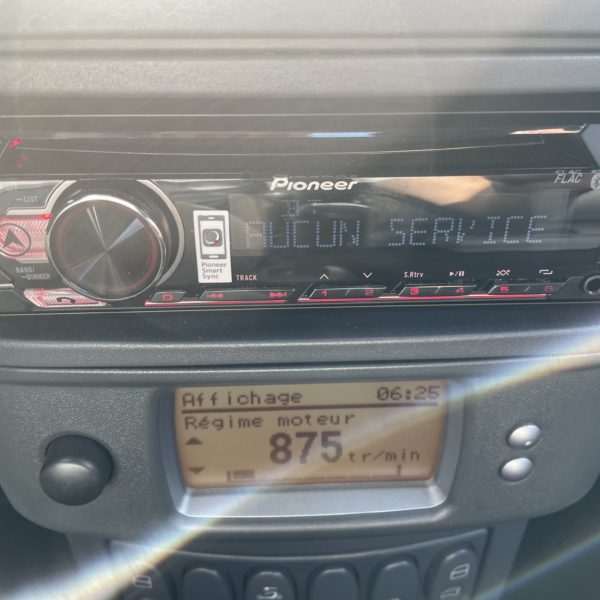 Pioneer
FLAC
LIST
BT
AUCUN SERVICE
Pioneer
Smart
Sync
BAND/
DIMMER
TRACK
S.Rtrv
D
1 2 3 4 5 6
Affichage 06:25
Régime moteur
875 tr/min